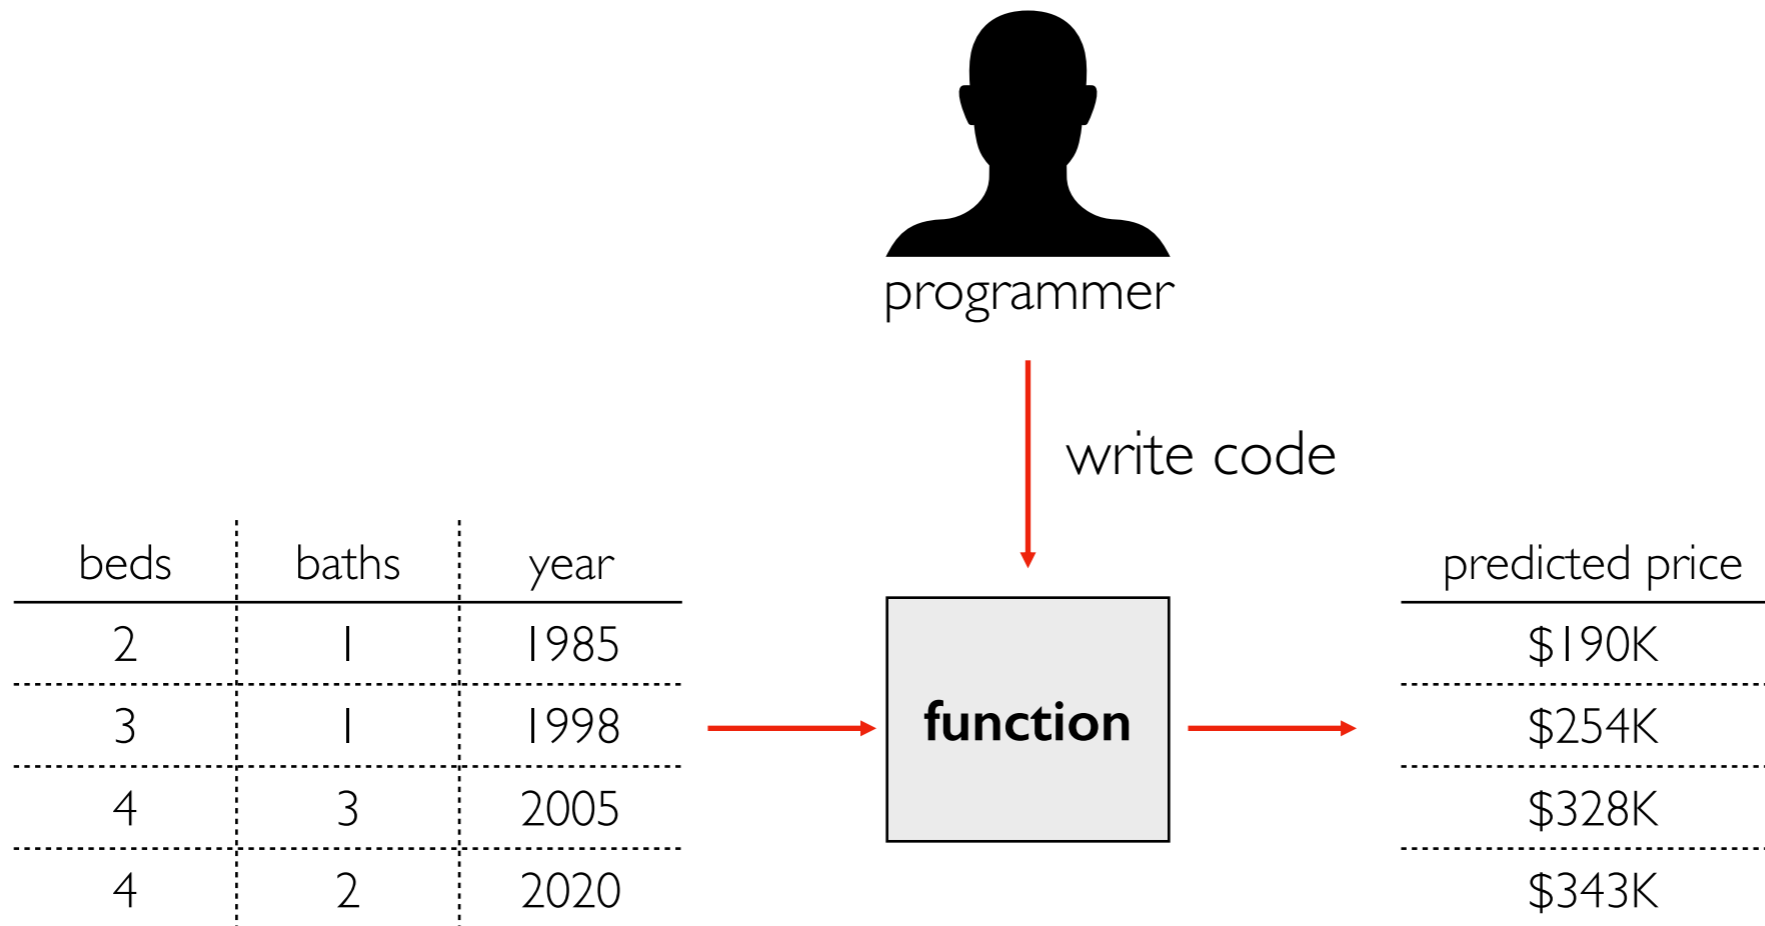 programmer
write code
beds baths year predicted price
2 1 1985 $190K
3 1 1998 $254K
function
4 3 2005 $328K
4 2 2020 $343K